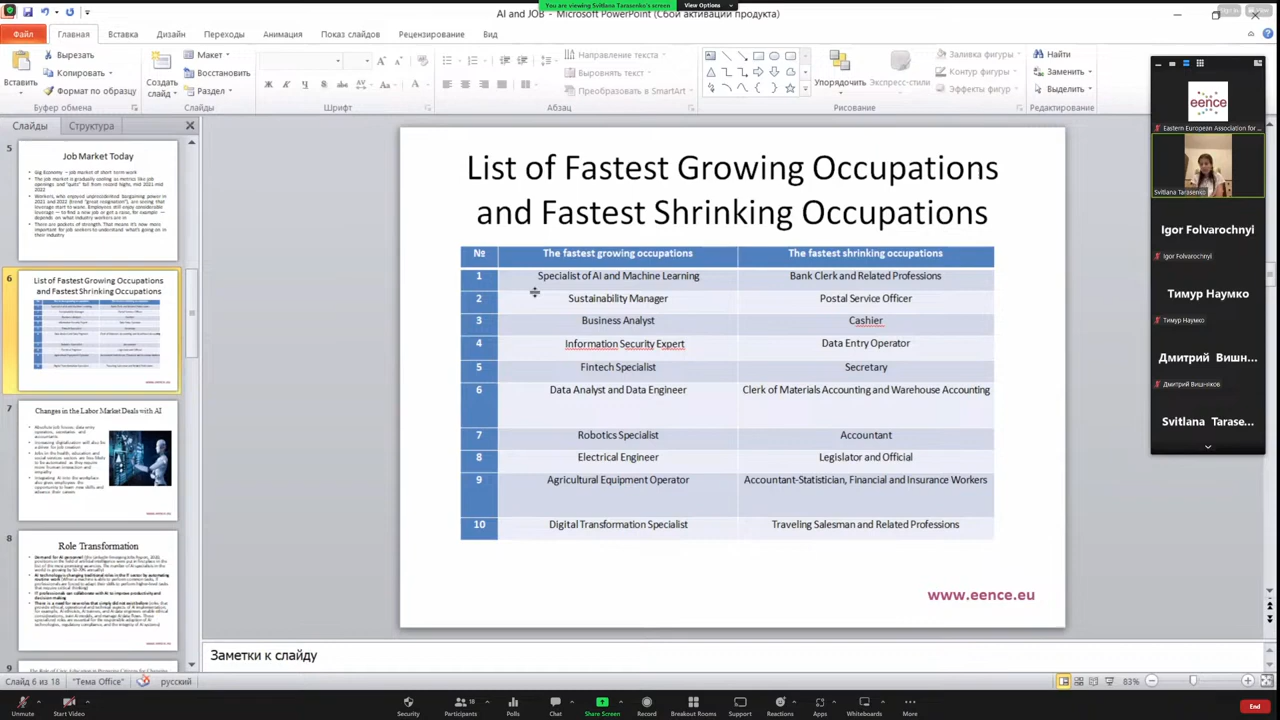 You are viewing Svitlana Tarasenko's screen
View Options
AI and JOB - Microsoft PowerPoint (Сбой активации продукта)
Файл
Главная
Вставка
Дизайн
Переходы
Анимация
Показ слайдов
Рецензирование
Вид
Вставить
Вырезать
Копировать
Формат по образцу
Буфер обмена
Создать слайд
Макет
Восстановить
Раздел
Слайды
Шрифт
Направление текста
Выровнять текст
Преобразовать в SmartArt
Абзац
Упорядочить
Экспресс-стили
Заливка фигуры
Контур фигуры
Эффекты фигур
Рисование
Найти
Заменить
Выделить
Редактирование
Слайды
Структура
5
Job Market Today
6
List of Fastest Growing Occupations
and Fastest Shrinking Occupations
7
Changes in the Labor Market Deals with AI
8
Role Transformation
9
List of Fastest Growing Occupations
and Fastest Shrinking Occupations
№ The fastest growing occupations The fastest shrinking occupations
1 Specialist of AI and Machine Learning Bank Clerk and Related Professions
2 Sustainability Manager Postal Service Officer
3 Business Analyst Cashier
4 Information Security Expert Data Entry Operator
5 FIntech Specialist Secretary
6 Data Analyst and Data Engineer Clerk of Materials Accounting and Warehouse Accounting
Robotics Specialist Accountant
8 Electrical Engineer Legislator and Official
9 Agricultural Equipment Operator Accountant-Statistician, Financial and Insurance Workers
10 Digital Transformation Specialist Traveling Salesman and Related Professions
www.eence.eu
Заметки к слайду
Слайд 6 из 18
"Тема Office"
русский
83%
eence
Eastern European Association for ...
Svitlana Tarasenko
Igor Folvarochnyi
Igor Folvarochnyi
Тимур Наумко
Тимур Наумко
Дмитрий Вишн...
Дмитрий Вишняков
Svitlana Tarase...
Unmute
Start Video
Security
Participants
18
Polls
Chat
Share Screen
Record
Breakout Rooms
Support
Reactions
Apps
Whiteboards
More
End